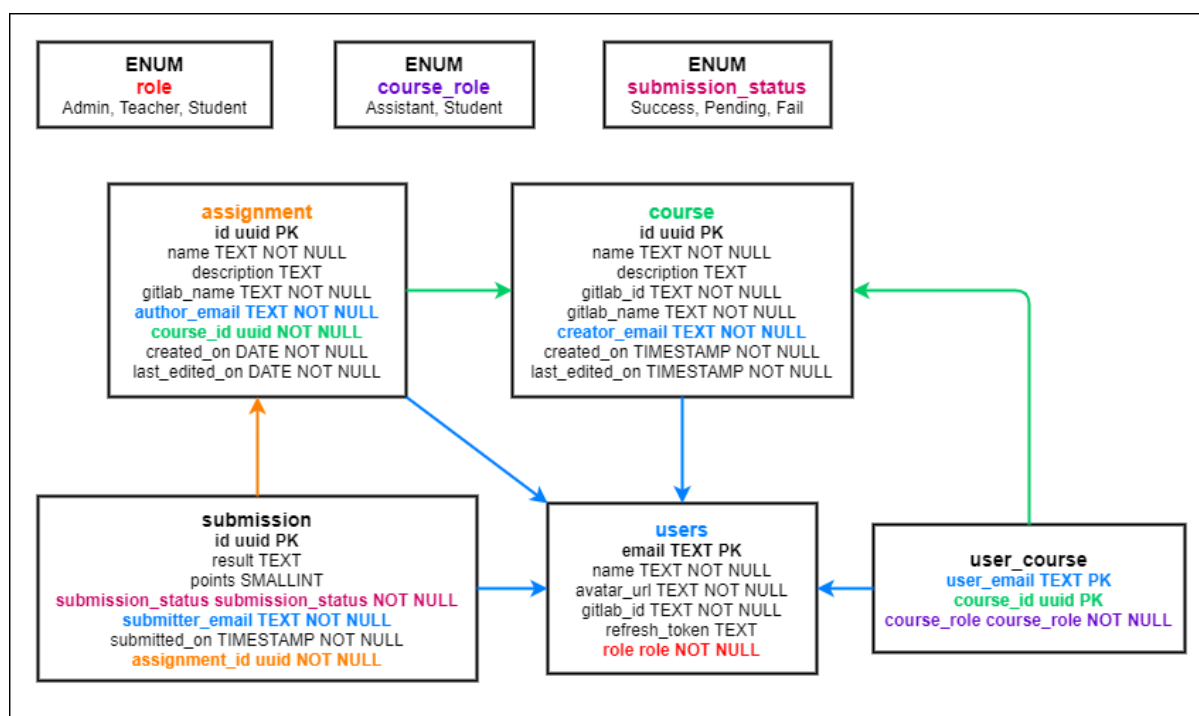 ENUM
role
Admin, Teacher, Student
ENUM
course_role
Assistant, Student
ENUM
submission_status
Success, Pending, Fail
assignment
id uuid PK
name TEXT NOT NULL
description TEXT
gitlab_name TEXT NOT NULL
author_email TEXT NOT NULL
course_id uuid NOT NULL
created_on DATE NOT NULL
last_edited_on DATE NOT NULL
course
id uuid PK
name TEXT NOT NULL
description TEXT
gitlab_id TEXT NOT NULL
gitlab_name TEXT NOT NULL
creator_email TEXT NOT NULL
created_on TIMESTAMP NOT NULL
last_edited_on TIMESTAMP NOT NULL
submission
id uuid PK
result TEXT
points SMALLINT
submission_status submission_status NOT NULL
submitter_email TEXT NOT NULL
submitted_on TIMESTAMP NOT NULL
assignment_id uuid NOT NULL
users
email TEXT PK
name TEXT NOT NULL
avatar_url TEXT NOT NULL
gitlab_id TEXT NOT NULL
refresh_token TEXT
role role NOT NULL
user_course
user_email TEXT PK
course_id uuid PK
course_role course_role NOT NULL